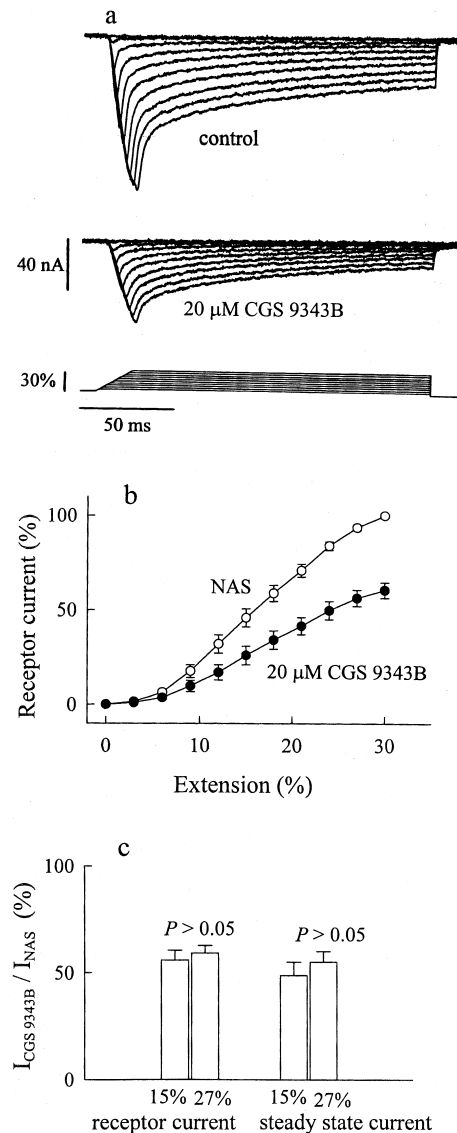 a
control
40 nA
20 μM CGS 9343B
30%
50 ms
b
100
50
0
Receptor current (%)
NAS
20 μM CGS 9343B
0 10 20 30
Extension (%)
c
100
50
0
I CGS 9343B / I NAS (%)
P > 0.05
P > 0.05
15% 27% 15% 27%
receptor current steady state current